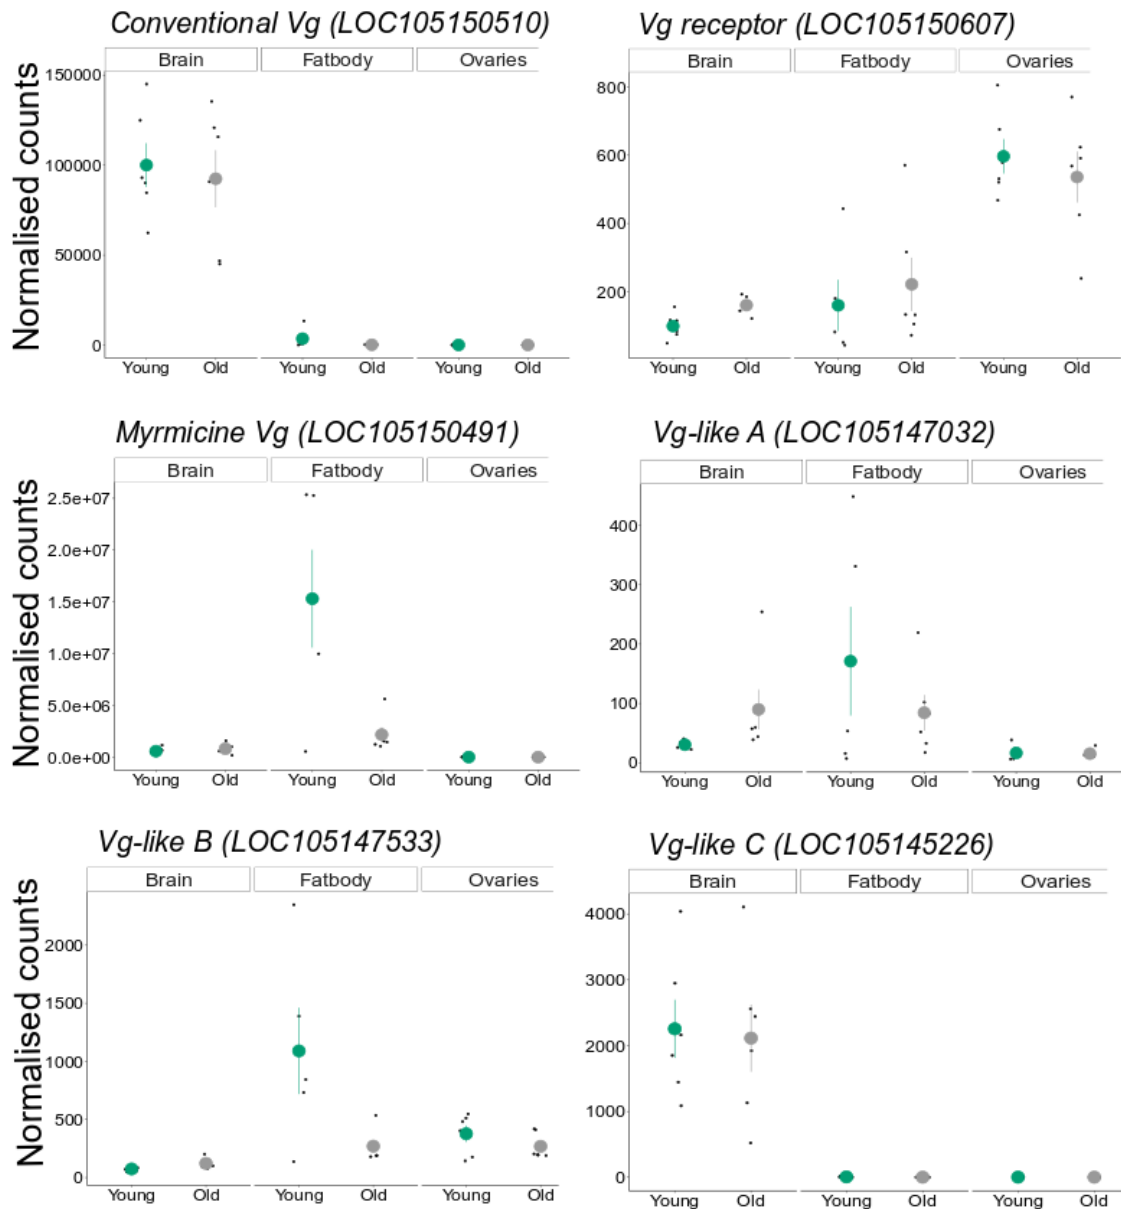 Conventional Vg (LOC105150510)
Brain Fatbody Ovaries
Normalised counts
150000
100000
50000
0
Young Old Young Old Young Old
Vg receptor (LOC105150607)
Brain Fatbody Ovaries
800
600
400
200
Young Old Young Old Young Old
Myrmicine Vg (LOC105150491)
Brain Fatbody Ovaries
Normalised counts
2.5e+07
2.0e+07
1.5e+07
1.0e+07
5.0e+06
0.0e+00
Young Old Young Old Young Old
Vg-like A (LOC105147032)
Brain Fatbody Ovaries
400
300
200
100
0
Young Old Young Old Young Old
Vg-like B (LOC105147533)
Brain Fatbody Ovaries
Normalised counts
2000
1500
1000
500
0
Young Old Young Old Young Old
Vg-like C (LOC105145226)
Brain Fatbody Ovaries
4000
3000
2000
1000
0
Young Old Young Old Young Old